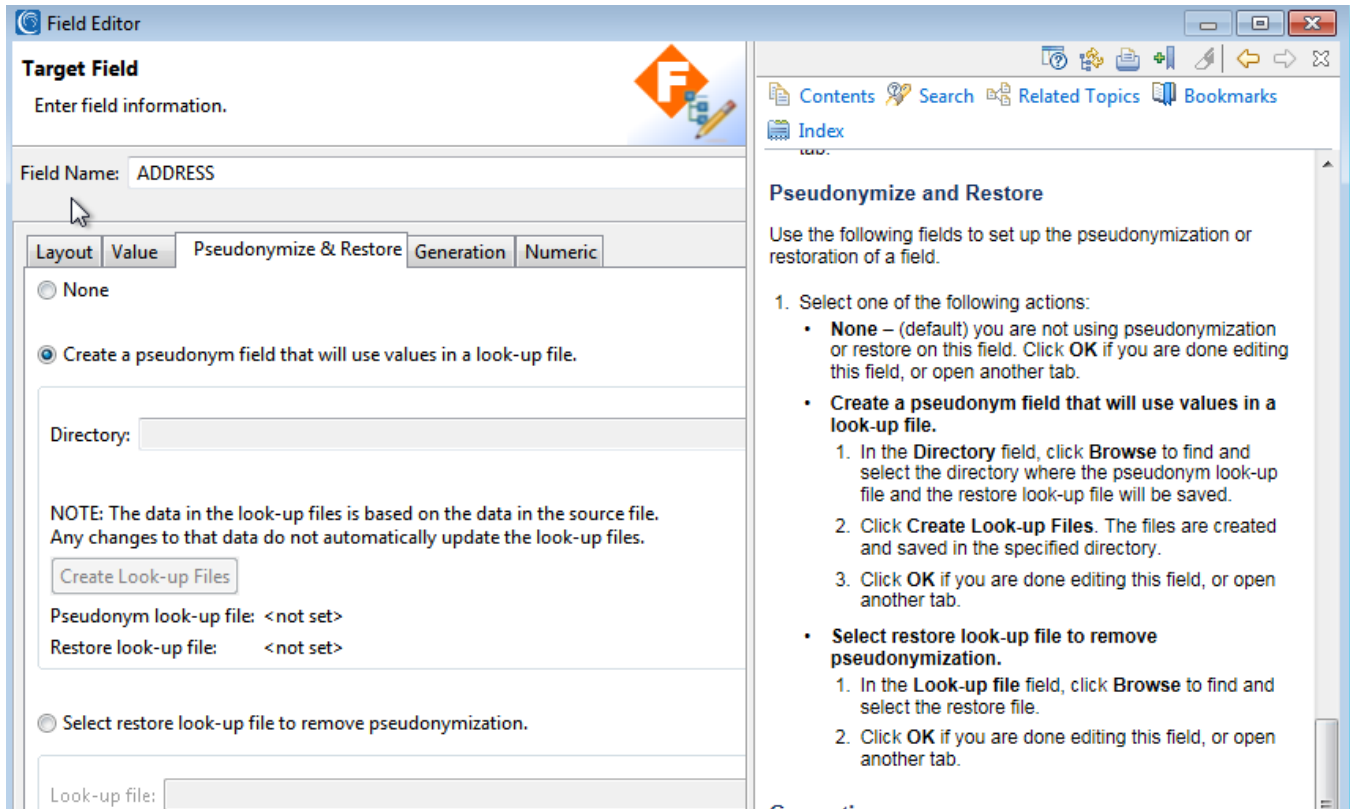 Field Editor
Target Field
Enter field information.
Field Name: ADDRESS
Layout Value Pseudonymize & Restore Generation Numeric
None
Create a pseudonym field that will use values in a look-up file.
Directory:
NOTE: The data in the look-up files is based on the data in the source file.
Any changes to that data do not automatically update the look-up files.
Create Look-up Files
Pseudonym look-up file: <not set>
Restore look-up file: <not set>
Select restore look-up file to remove pseudonymization.
Look-up file:
Contents Search Related Topics Bookmarks
Index
tab.
Pseudonymize and Restore
Use the following fields to set up the pseudonymization or
restoration of a field.
1. Select one of the following actions:
• None – (default) you are not using pseudonymization
or restore on this field. Click OK if you are done editing
this field, or open another tab.
• Create a pseudonym field that will use values in a
look-up file.
1. In the Directory field, click Browse to find and
select the directory where the pseudonym look-up
file and the restore look-up file will be saved.
2. Click Create Look-up Files. The files are created
and saved in the specified directory.
3. Click OK if you are done editing this field, or open
another tab.
• Select restore look-up file to remove
pseudonymization.
1. In the Look-up file field, click Browse to find and
select the restore file.
2. Click OK if you are done editing this field, or open
another tab.